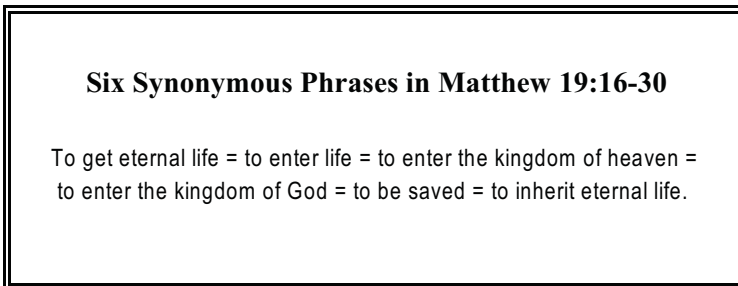 Six Synonymous Phrases in Matthew 19:16-30
To get eternal life = to enter life = to enter the kingdom of heaven =
to enter the kingdom of God = to be saved = to inherit eternal life.